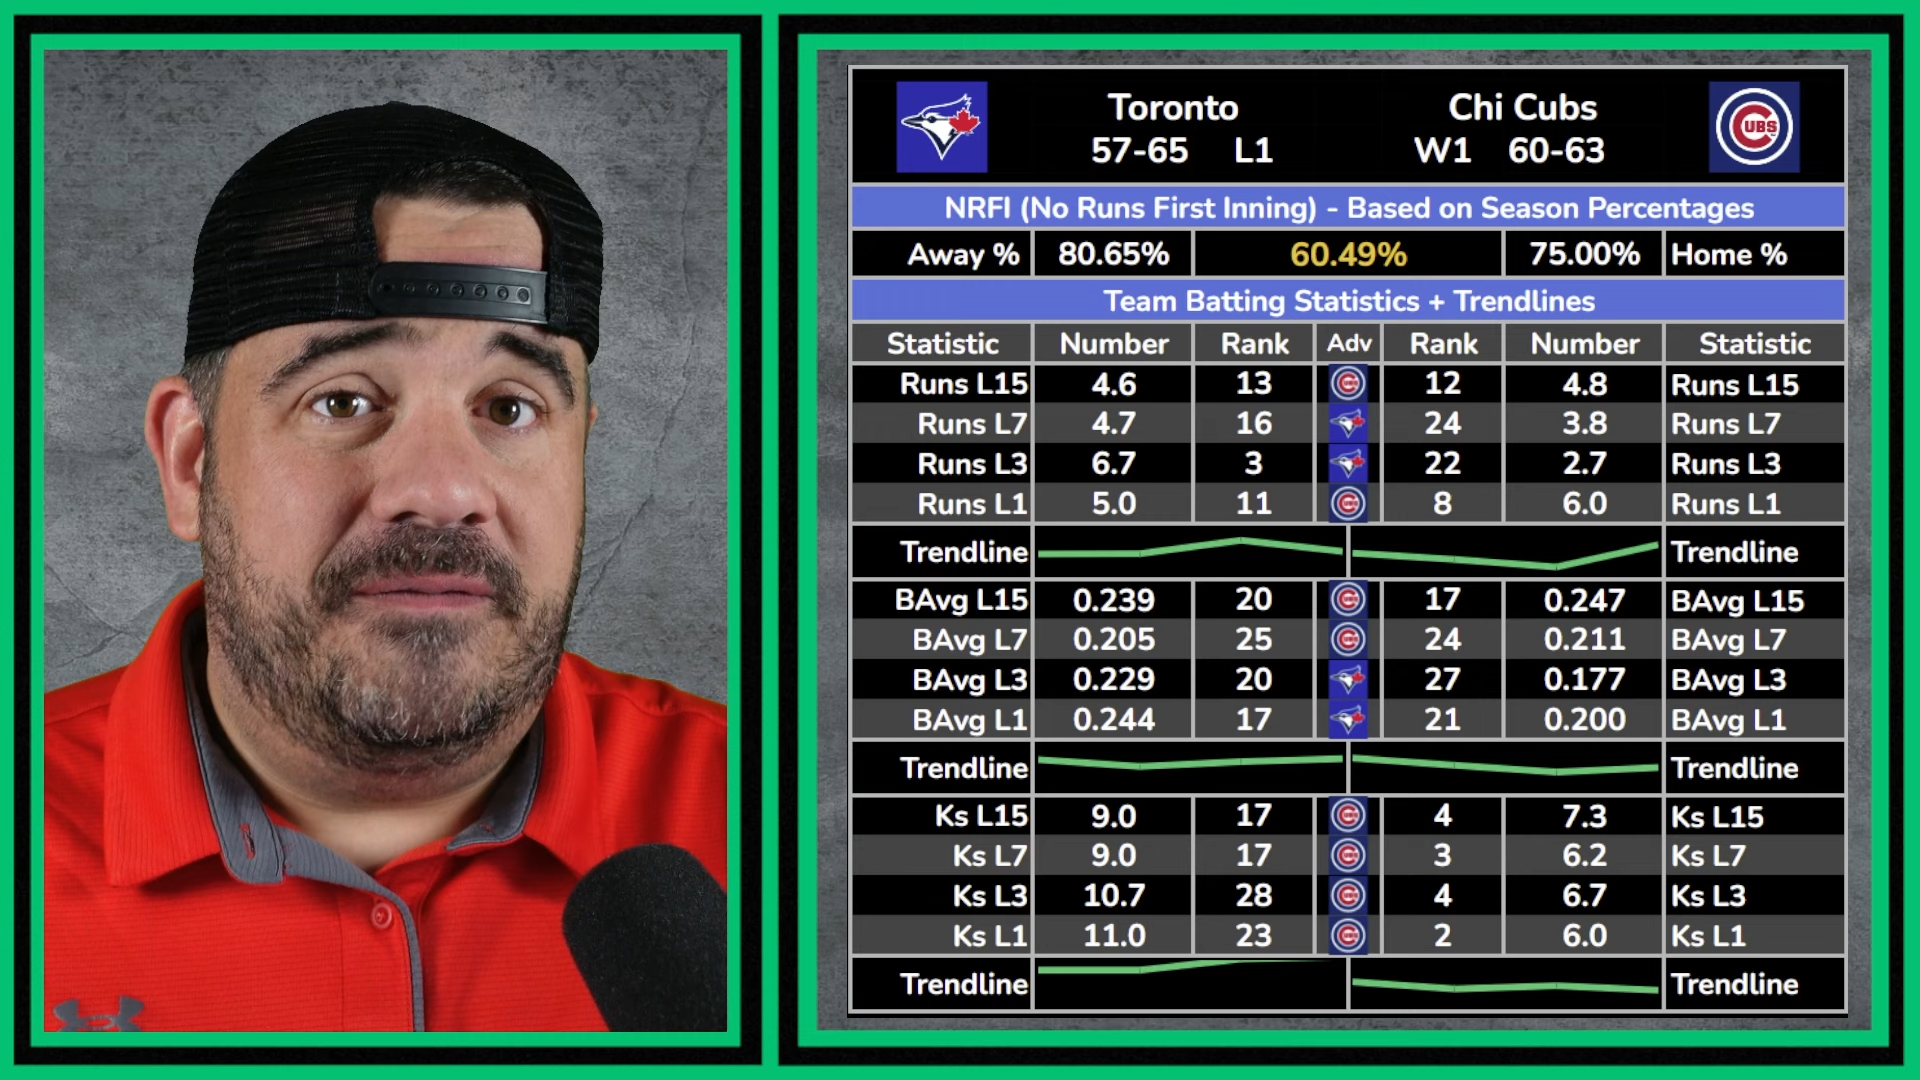 Toronto
57-65 L1
Chi Cubs
W1 60-63
CUBS
NRFI (No Runs First Inning) - Based on Season Percentages
Away % 80.65% 60.49% 75.00% Home %
Team Batting Statistics + Trendlines
Statistic Number Rank Adv Rank Number Statistic
Runs L15 4.6 13 12 4.8 Runs L15
Runs L7 4.7 16 24 3.8 Runs L7
Runs L3 6.7 3 22 2.7 Runs L3
Runs L1 5.0 11 8 6.0 Runs L1
Trendline Trendline
BAvg L15 0.239 20 17 0.247 BAvg L15
BAvg L7 0.205 25 24 0.211 BAvg L7
BAvg L3 0.229 20 27 0.177 BAvg L3
BAvg L1 0.244 17 21 0.200 BAvg L1
Trendline Trendline
Ks L15 9.0 17 4 7.3 Ks L15
Ks L7 9.0 17 3 6.2 Ks L7
Ks L3 10.7 28 4 6.7 Ks L3
Ks L1 11.0 23 2 6.0 Ks L1
Trendline Trendline